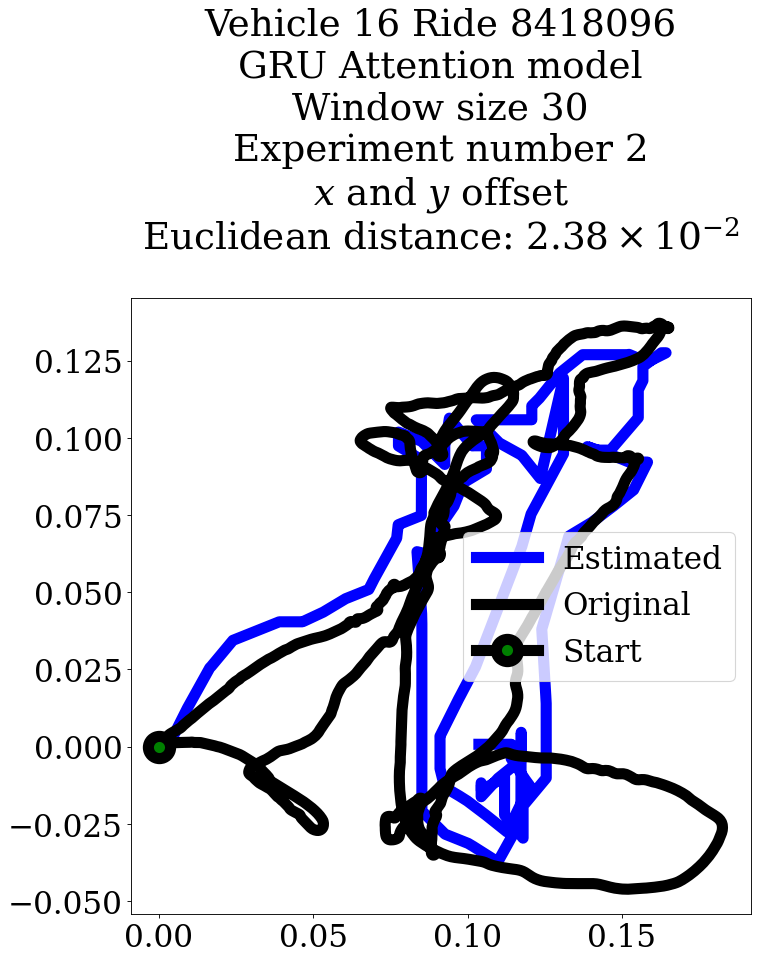 Vehicle 16 Ride 8418096
GRU Attention model
Window size 30
Experiment number 2
x and y offset
Euclidean distance: 2.38 × 10⁻²
0.125
0.100
0.075
0.050
0.025
0.000
−0.025
−0.050
Estimated
Original
Start
0.00 0.05 0.10 0.15